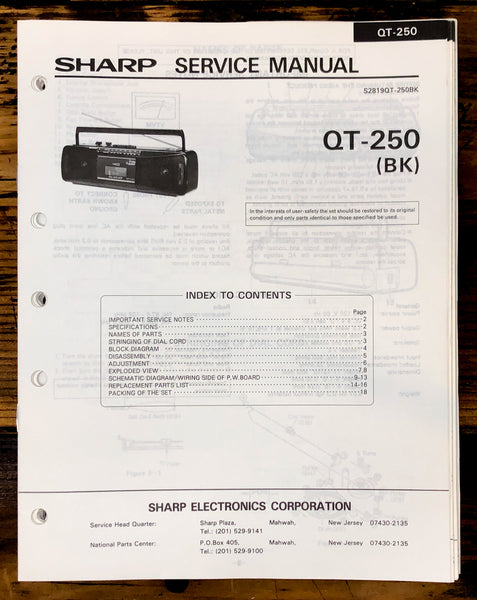 QT-250
SHARP SERVICE MANUAL
S2819QT-250BK
QT-250
(BK)
In the interests of user-safety the set should be restored to its original
condition and only parts identical to those specified be used.
INDEX TO CONTENTS
Page
IMPORTANT SERVICE NOTES 2
SPECIFICATIONS 2
NAMES OF PARTS 3
STRINGING OF DIAL CORD 3
BLOCK DIAGRAM 4
DISASSEMBLY 5
ADJUSTMENT 6
EXPLODED VIEW 7,8
SCHEMATIC DIAGRAM/WIRING SIDE OF P.W.BOARD 9-13
REPLACEMENT PARTS LIST 14-16
PACKING OF THE SET 18
SHARP ELECTRONICS CORPORATION
Service Head Quarter: Sharp Plaza, Mahwah, New Jersey 07430-2135
Tel.: (201) 529-9141
National Parts Center: P.O.Box 405, Mahwah, New Jersey 07430-2135
Tel.: (201) 529-9100